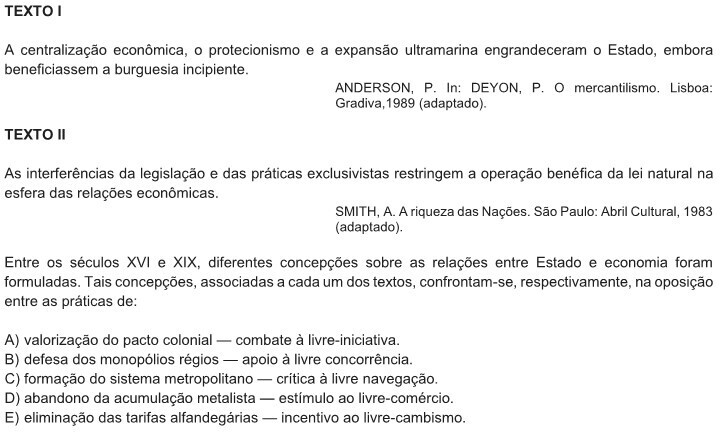 TEXTO I
A centralização econômica, o protecionismo e a expansão ultramarina engrandeceram o Estado, embora
beneficiassem a burguesia incipiente.
ANDERSON, P. In: DEYON, P. O mercantilismo. Lisboa:
Gradiva,1989 (adaptado).
TEXTO II
As interferências da legislação e das práticas exclusivistas restringem a operação benéfica da lei natural na
esfera das relações econômicas.
SMITH, A. A riqueza das Nações. São Paulo: Abril Cultural, 1983
(adaptado).
Entre os séculos XVI e XIX, diferentes concepções sobre as relações entre Estado e economia foram
formuladas. Tais concepções, associadas a cada um dos textos, confrontam-se, respectivamente, na oposição
entre as práticas de:
A) valorização do pacto colonial — combate à livre-iniciativa.
B) defesa dos monopólios régios — apoio à livre concorrência.
C) formação do sistema metropolitano — crítica à livre navegação.
D) abandono da acumulação metalista — estímulo ao livre-comércio.
E) eliminação das tarifas alfandegárias — incentivo ao livre-cambismo.